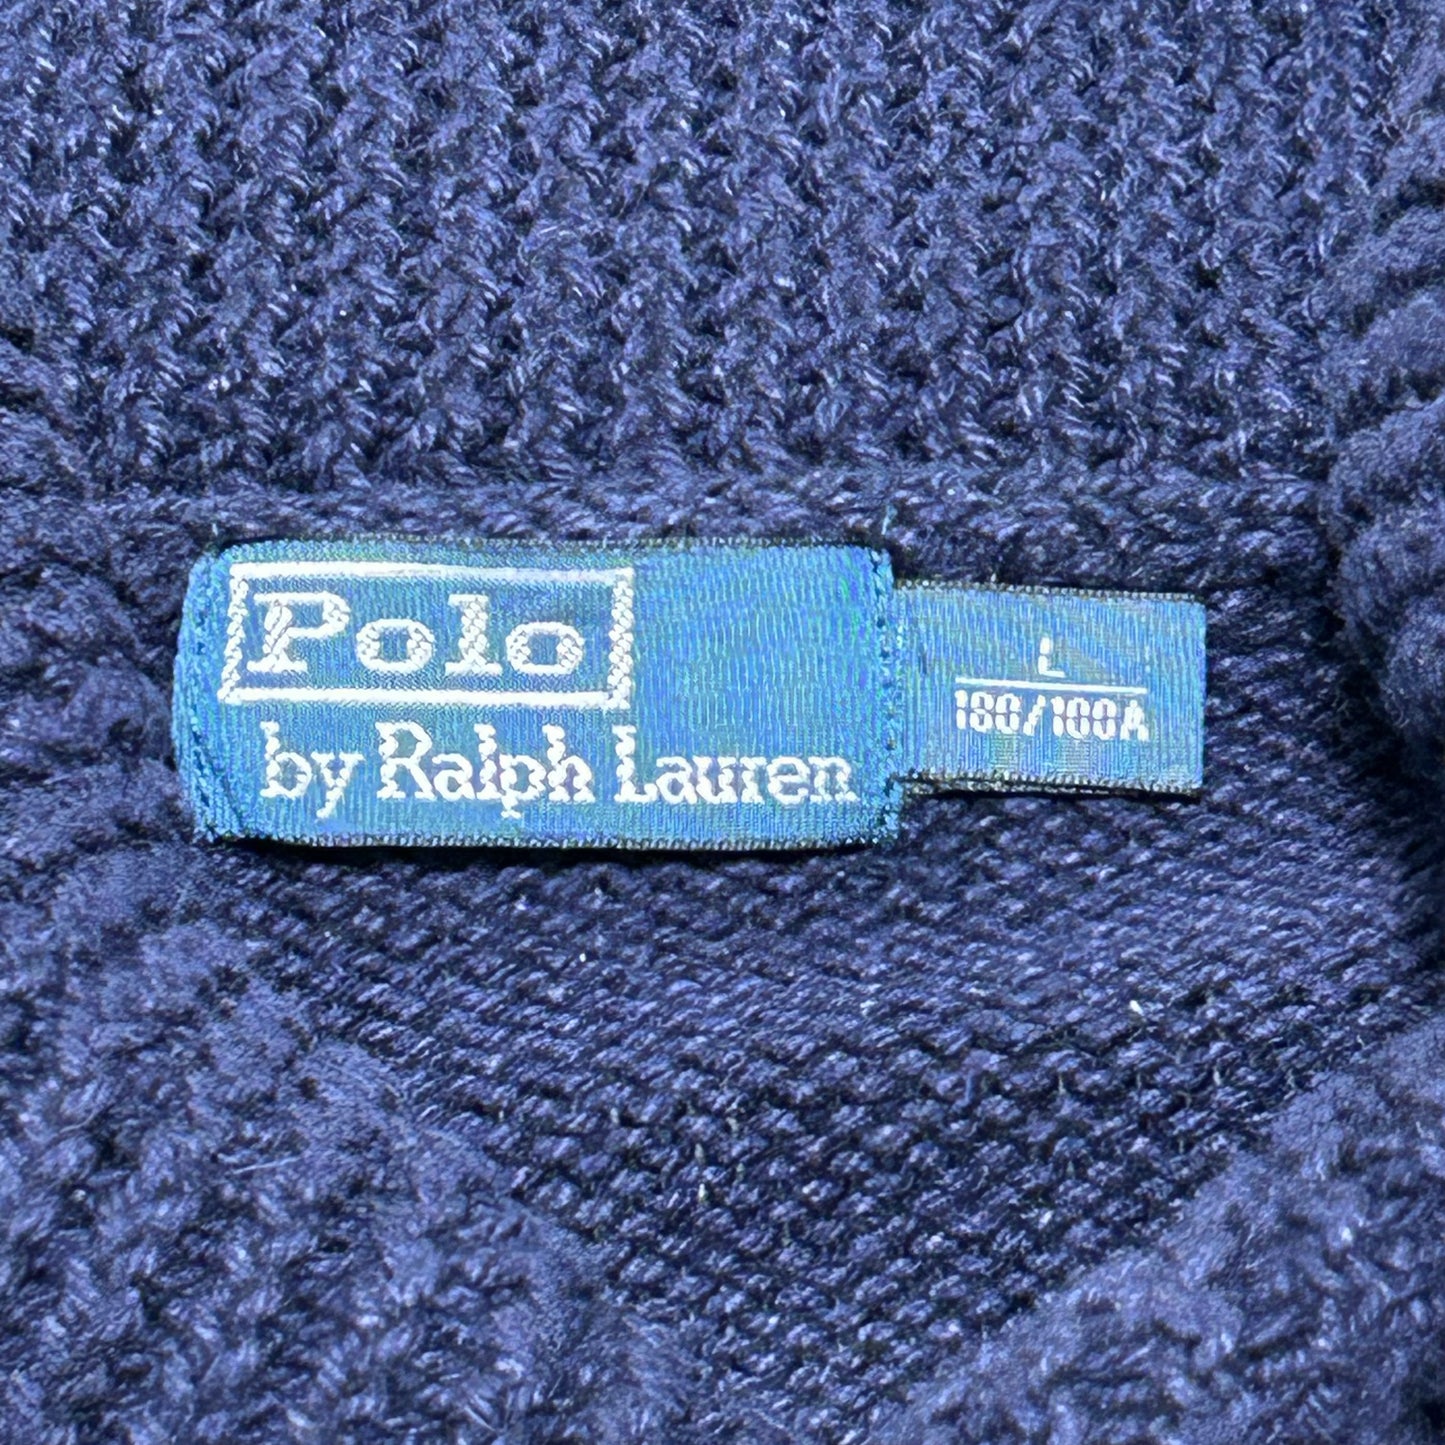 Polo
by Ralph Lauren
L
180/100A